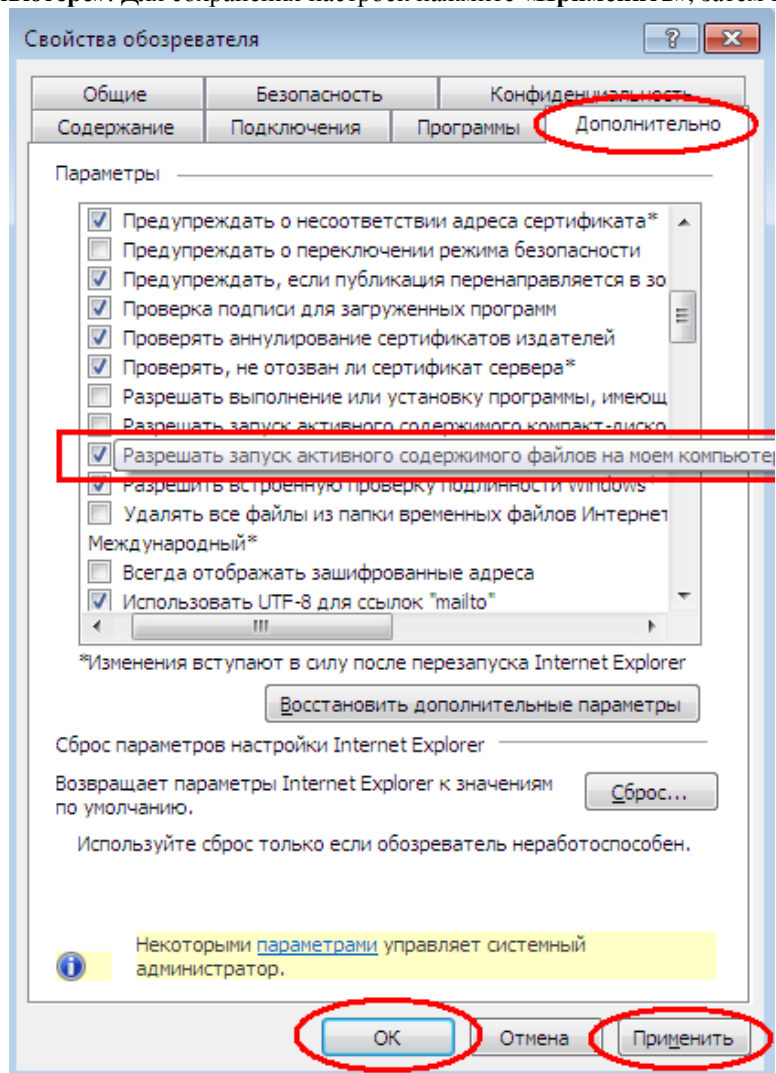 Для сохранения настроек нажмите «Применить», затем
Свойства обозревателя
Общие Безопасность Конфиденциальность
Содержание Подключения Программы Дополнительно
Параметры
Предупреждать о несоответствии адреса сертификата*
Предупреждать о переключении режима безопасности
Предупреждать, если публикация перенаправляется в зо
Проверка подписи для загруженных программ
Проверять аннулирование сертификатов издателей
Проверять, не отозван ли сертификат сервера*
Разрешать выполнение или установку программы, имеющ
Разрешать запуск активного содержимого компакт-диско
Разрешать запуск активного содержимого файлов на моем компьютер
Разрешить встроенную проверку подлинности Windows*
Удалять все файлы из папки временных файлов Интернет
Международный*
Всегда отображать зашифрованные адреса
Использовать UTF-8 для ссылок "mailto"
*Изменения вступают в силу после перезапуска Internet Explorer
Восстановить дополнительные параметры
Сброс параметров настройки Internet Explorer
Возвращает параметры Internet Explorer к значениям
по умолчанию.
Сброс...
Используйте сброс только если обозреватель неработоспособен.
Некоторыми параметрами управляет системный
администратор.
ОК Отмена Применить